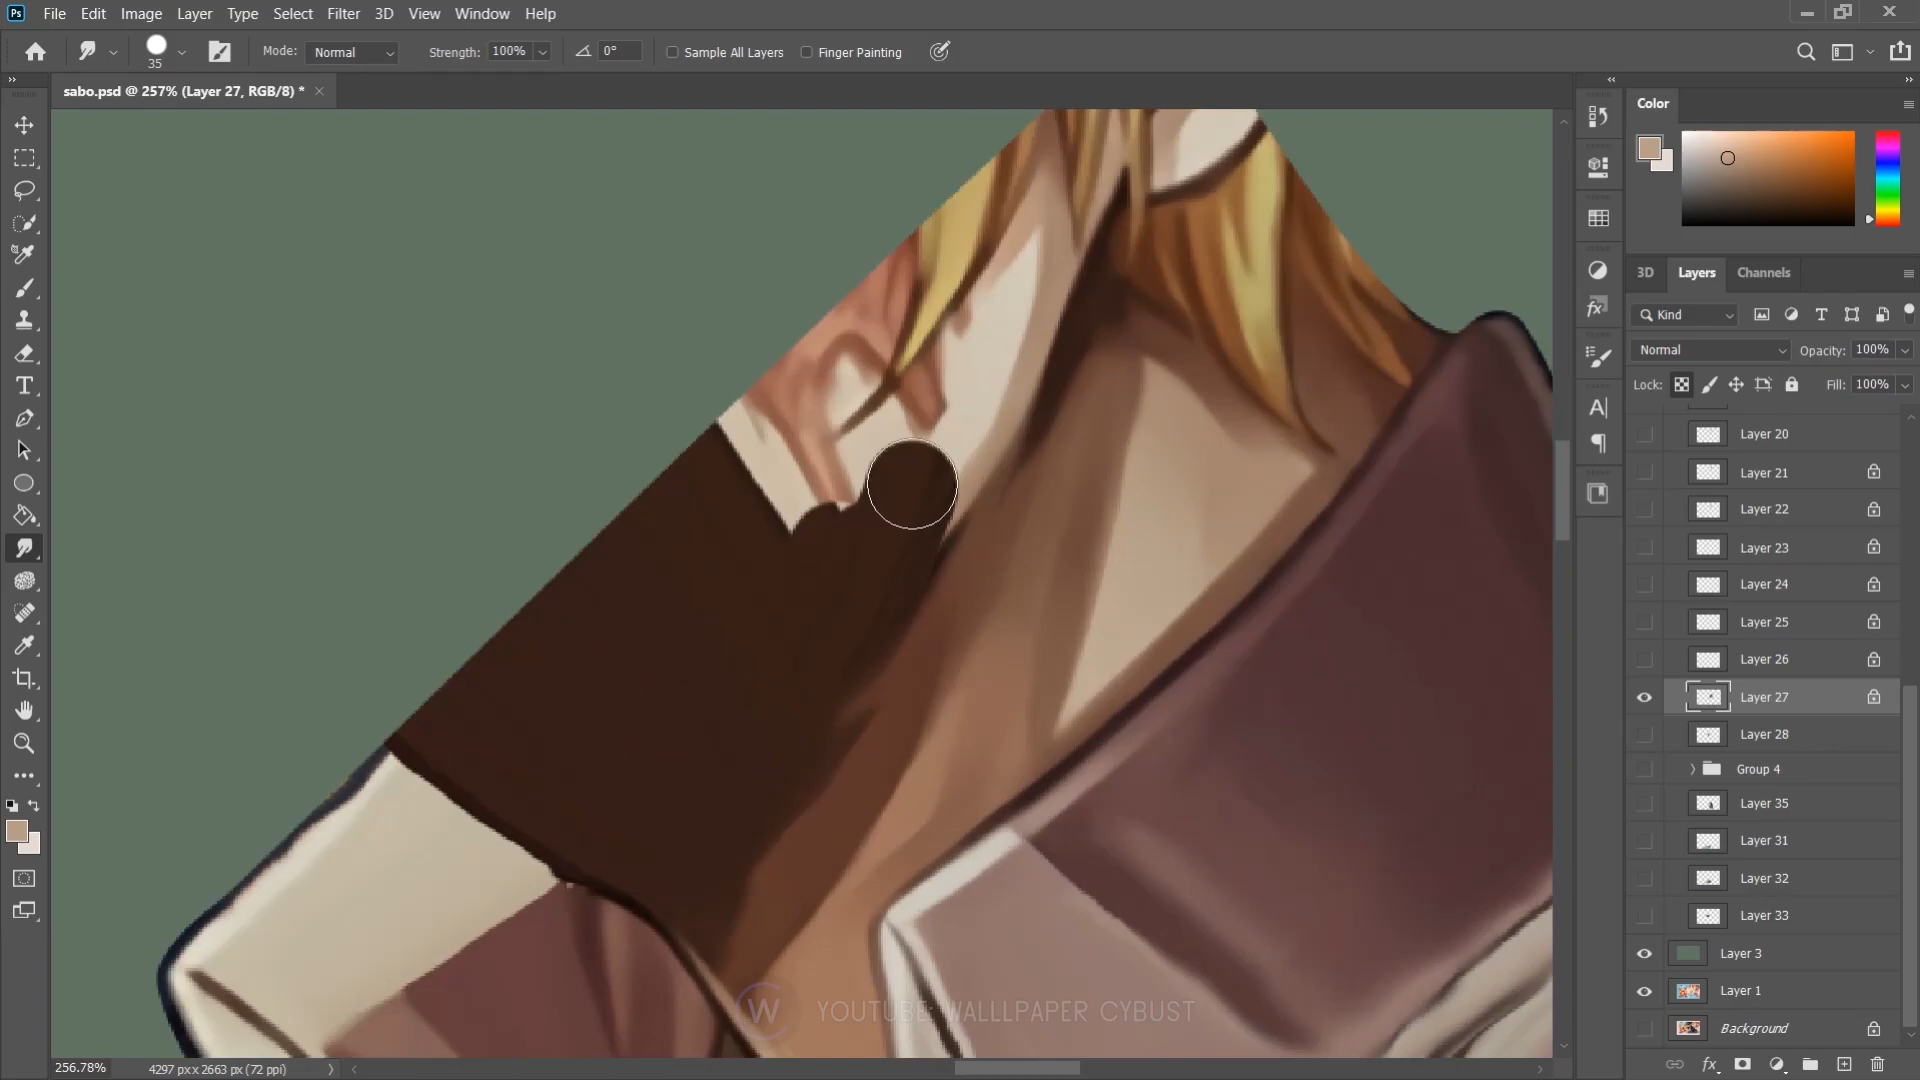 Ps File Edit Image Layer Type Select Filter 3D View Window Help
35 Mode: Normal Strength: 100% 0° Sample All Layers Finger Painting
sabo.psd @ 257% (Layer 27, RGB/8) *
Color
3D Layers Channels
Kind
Normal Opacity: 100%
Lock: Fill: 100%
Layer 20
Layer 21
Layer 22
Layer 23
Layer 24
Layer 25
Layer 26
Layer 27
Layer 28
Group 4
Layer 35
Layer 31
Layer 32
Layer 33
Layer 3
Layer 1
Background
W YOUTUBE: WALLLPAPER CYBUST
256.78% 4297 px x 2663 px (72 ppi)